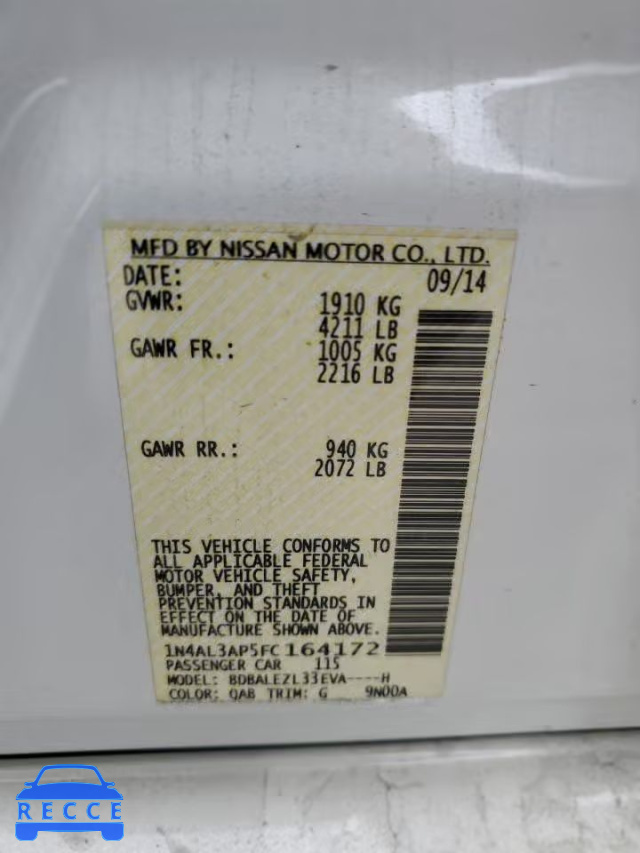 MFD BY NISSAN MOTOR CO., LTD.
DATE: 09/14
GVWR: 1910 KG
4211 LB
GAWR FR.: 1005 KG
2216 LB
GAWR RR.: 940 KG
2072 LB
THIS VEHICLE CONFORMS TO
ALL APPLICABLE FEDERAL
MOTOR VEHICLE SAFETY,
BUMPER, AND THEFT
PREVENTION STANDARDS IN
EFFECT ON THE DATE OF
MANUFACTURE SHOWN ABOVE.
1N4AL3AP5FC164172
PASSENGER CAR 115
MODEL: BDBALEZL33EVA----H
COLOR: QAB TRIM: G 9N00A
RECCE